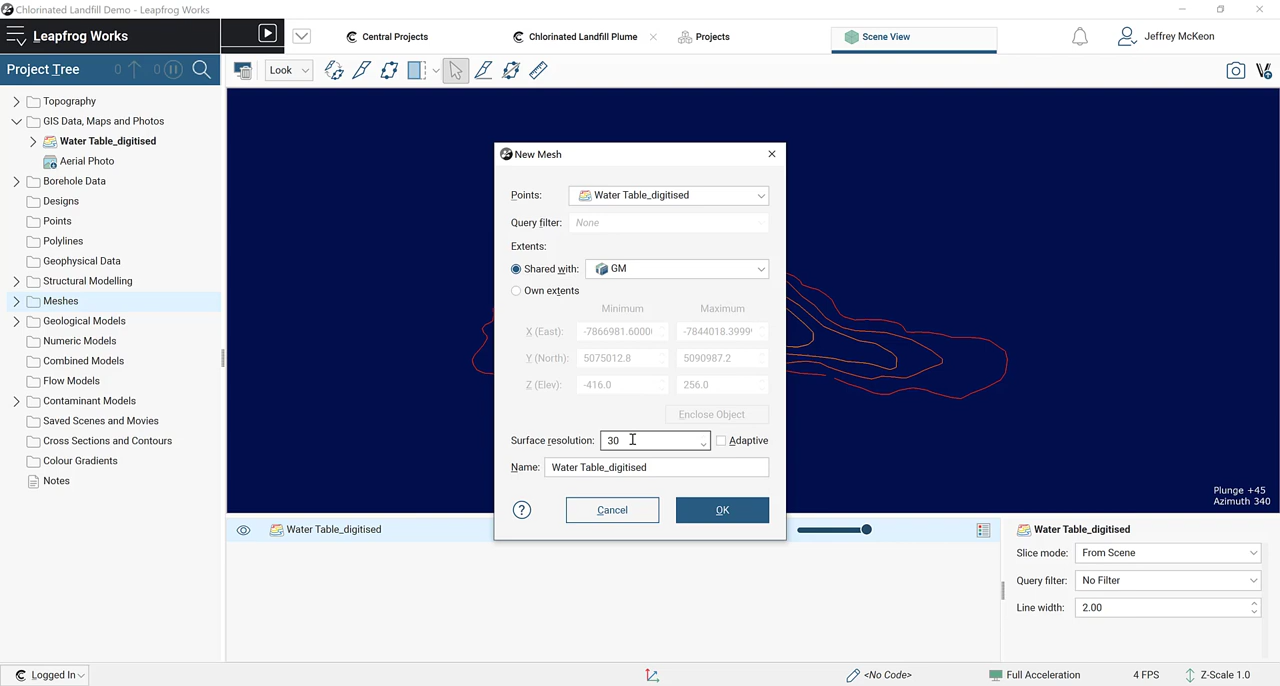 Chlorinated Landfill Demo - Leapfrog Works
Leapfrog Works
Central Projects
Chlorinated Landfill Plume
Projects
Scene View
Jeffrey McKeon
Project Tree
0
0
Look
Topography
GIS Data, Maps and Photos
Water Table_digitised
Aerial Photo
Borehole Data
Designs
Points
Polylines
Geophysical Data
Structural Modelling
Meshes
Geological Models
Numeric Models
Combined Models
Flow Models
Contaminant Models
Saved Scenes and Movies
Cross Sections and Contours
Colour Gradients
Notes
New Mesh
Points: Water Table_digitised
Query filter: None
Extents:
Shared with: GM
Own extents
Minimum Maximum
X (East): -7866981.6000 -7844018.3999
Y (North): 5075012.8 5090987.2
Z (Elev): -416.0 256.0
Enclose Object
Surface resolution: 30 Adaptive
Name: Water Table_digitised
? Cancel OK
Plunge +45
Azimuth 340
Water Table_digitised
Water Table_digitised
Slice mode: From Scene
Query filter: No Filter
Line width: 2.00
Logged In
<No Code>
Full Acceleration
4 FPS
Z-Scale 1.0